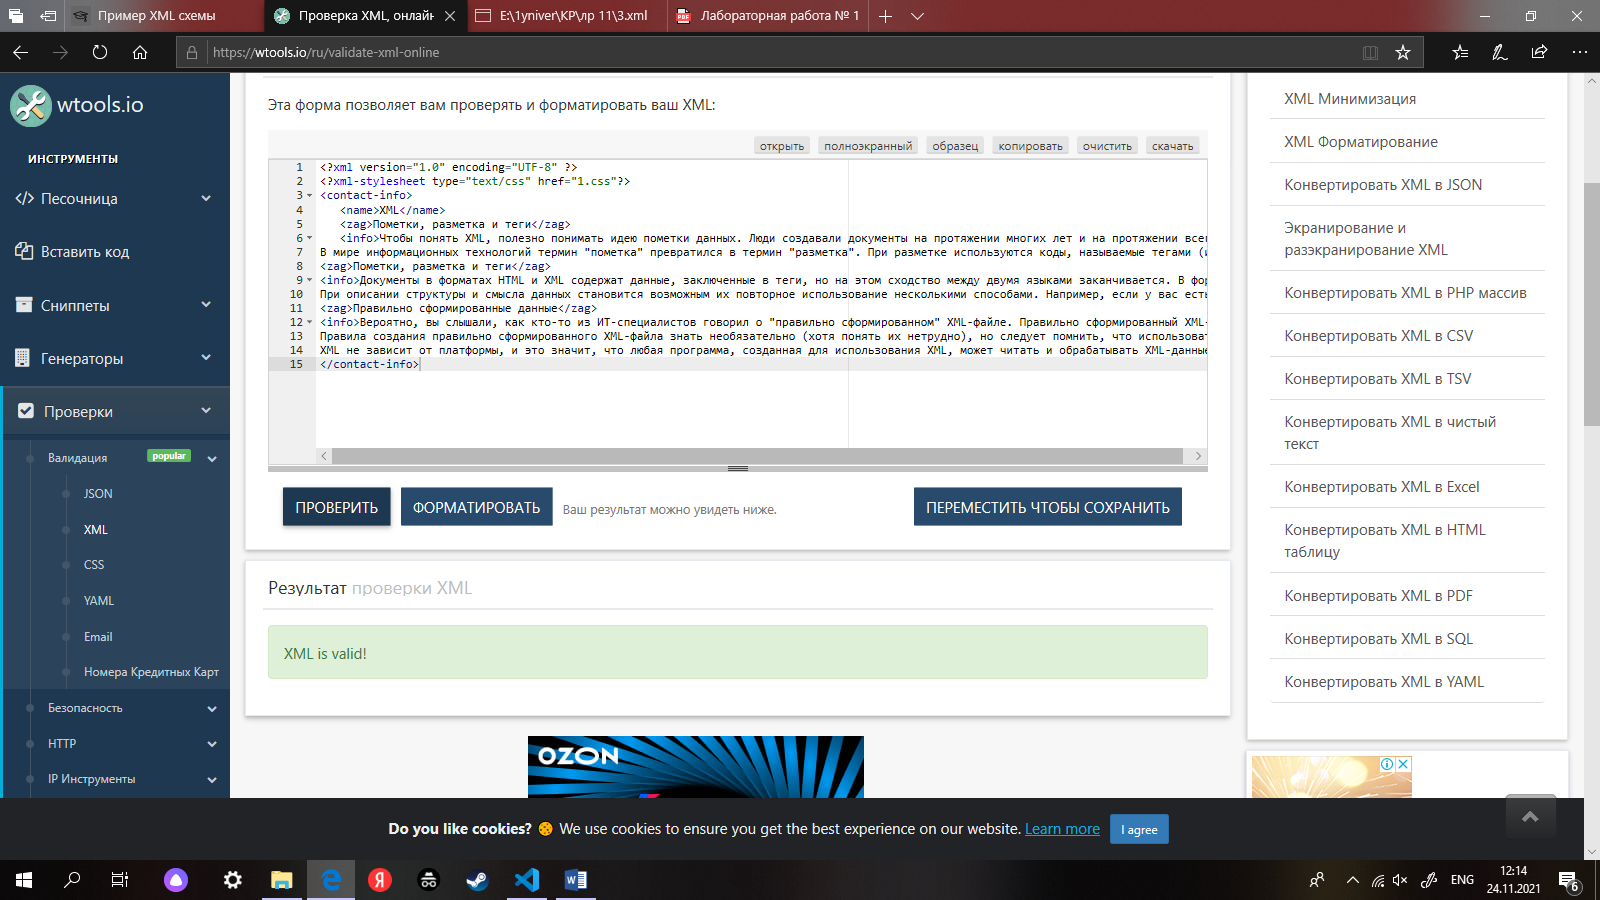 Пример XML схемы
Проверка XML, онлайн
E:\1yniver\КР\лр 11\3.xml
Лабораторная работа № 1
https://wtools.io/ru/validate-xml-online
wtools.io
ИНСТРУМЕНТЫ
Песочница
Вставить код
Сниппеты
Генераторы
Проверки
Валидация popular
JSON
XML
CSS
YAML
Email
Номера Кредитных Карт
Безопасность
HTTP
IP Инструменты
Эта форма позволяет вам проверять и форматировать ваш XML:
открыть полноэкранный образец копировать очистить скачать
1 <?xml version="1.0" encoding="UTF-8" ?>
2 <?xml-stylesheet type="text/css" href="1.css"?>
3 <contact-info>
4 <name>XML</name>
5 <zag>Пометки, разметка и теги</zag>
6 <info>Чтобы понять XML, полезно понимать идею пометки данных. Люди создавали документы на протяжении многих лет и на протяжении всег
7 В мире информационных технологий термин "пометка" превратился в термин "разметка". При разметке используются коды, называемые тегами (и
8 <zag>Пометки, разметка и теги</zag>
9 <info>Документы в форматах HTML и XML содержат данные, заключенные в теги, но на этом сходство между двумя языками заканчивается. В фор
10 При описании структуры и смысла данных становится возможным их повторное использование несколькими способами. Например, если у вас есть
11 <zag>Правильно сформированные данные</zag>
12 <info>Вероятно, вы слышали, как кто-то из ИТ-специалистов говорил о "правильно сформированном" XML-файле. Правильно сформированный XML-
13 Правила создания правильно сформированного XML-файла знать необязательно (хотя понять их нетрудно), но следует помнить, что использоват
14 XML не зависит от платформы, и это значит, что любая программа, созданная для использования XML, может читать и обрабатывать XML-данные
15 </contact-info>
ПРОВЕРИТЬ ФОРМАТИРОВАТЬ Ваш результат можно увидеть ниже. ПЕРЕМЕСТИТЬ ЧТОБЫ СОХРАНИТЬ
Результат проверки XML
XML is valid!
OZON
XML Минимизация
XML Форматирование
Конвертировать XML в JSON
Экранирование и
разэкранирование XML
Конвертировать XML в PHP массив
Конвертировать XML в CSV
Конвертировать XML в TSV
Конвертировать XML в чистый
текст
Конвертировать XML в Excel
Конвертировать XML в HTML
таблицу
Конвертировать XML в PDF
Конвертировать XML в SQL
Конвертировать XML в YAML
Do you like cookies? We use cookies to ensure you get the best experience on our website. Learn more I agree
ENG
12:14
24.11.2021
6